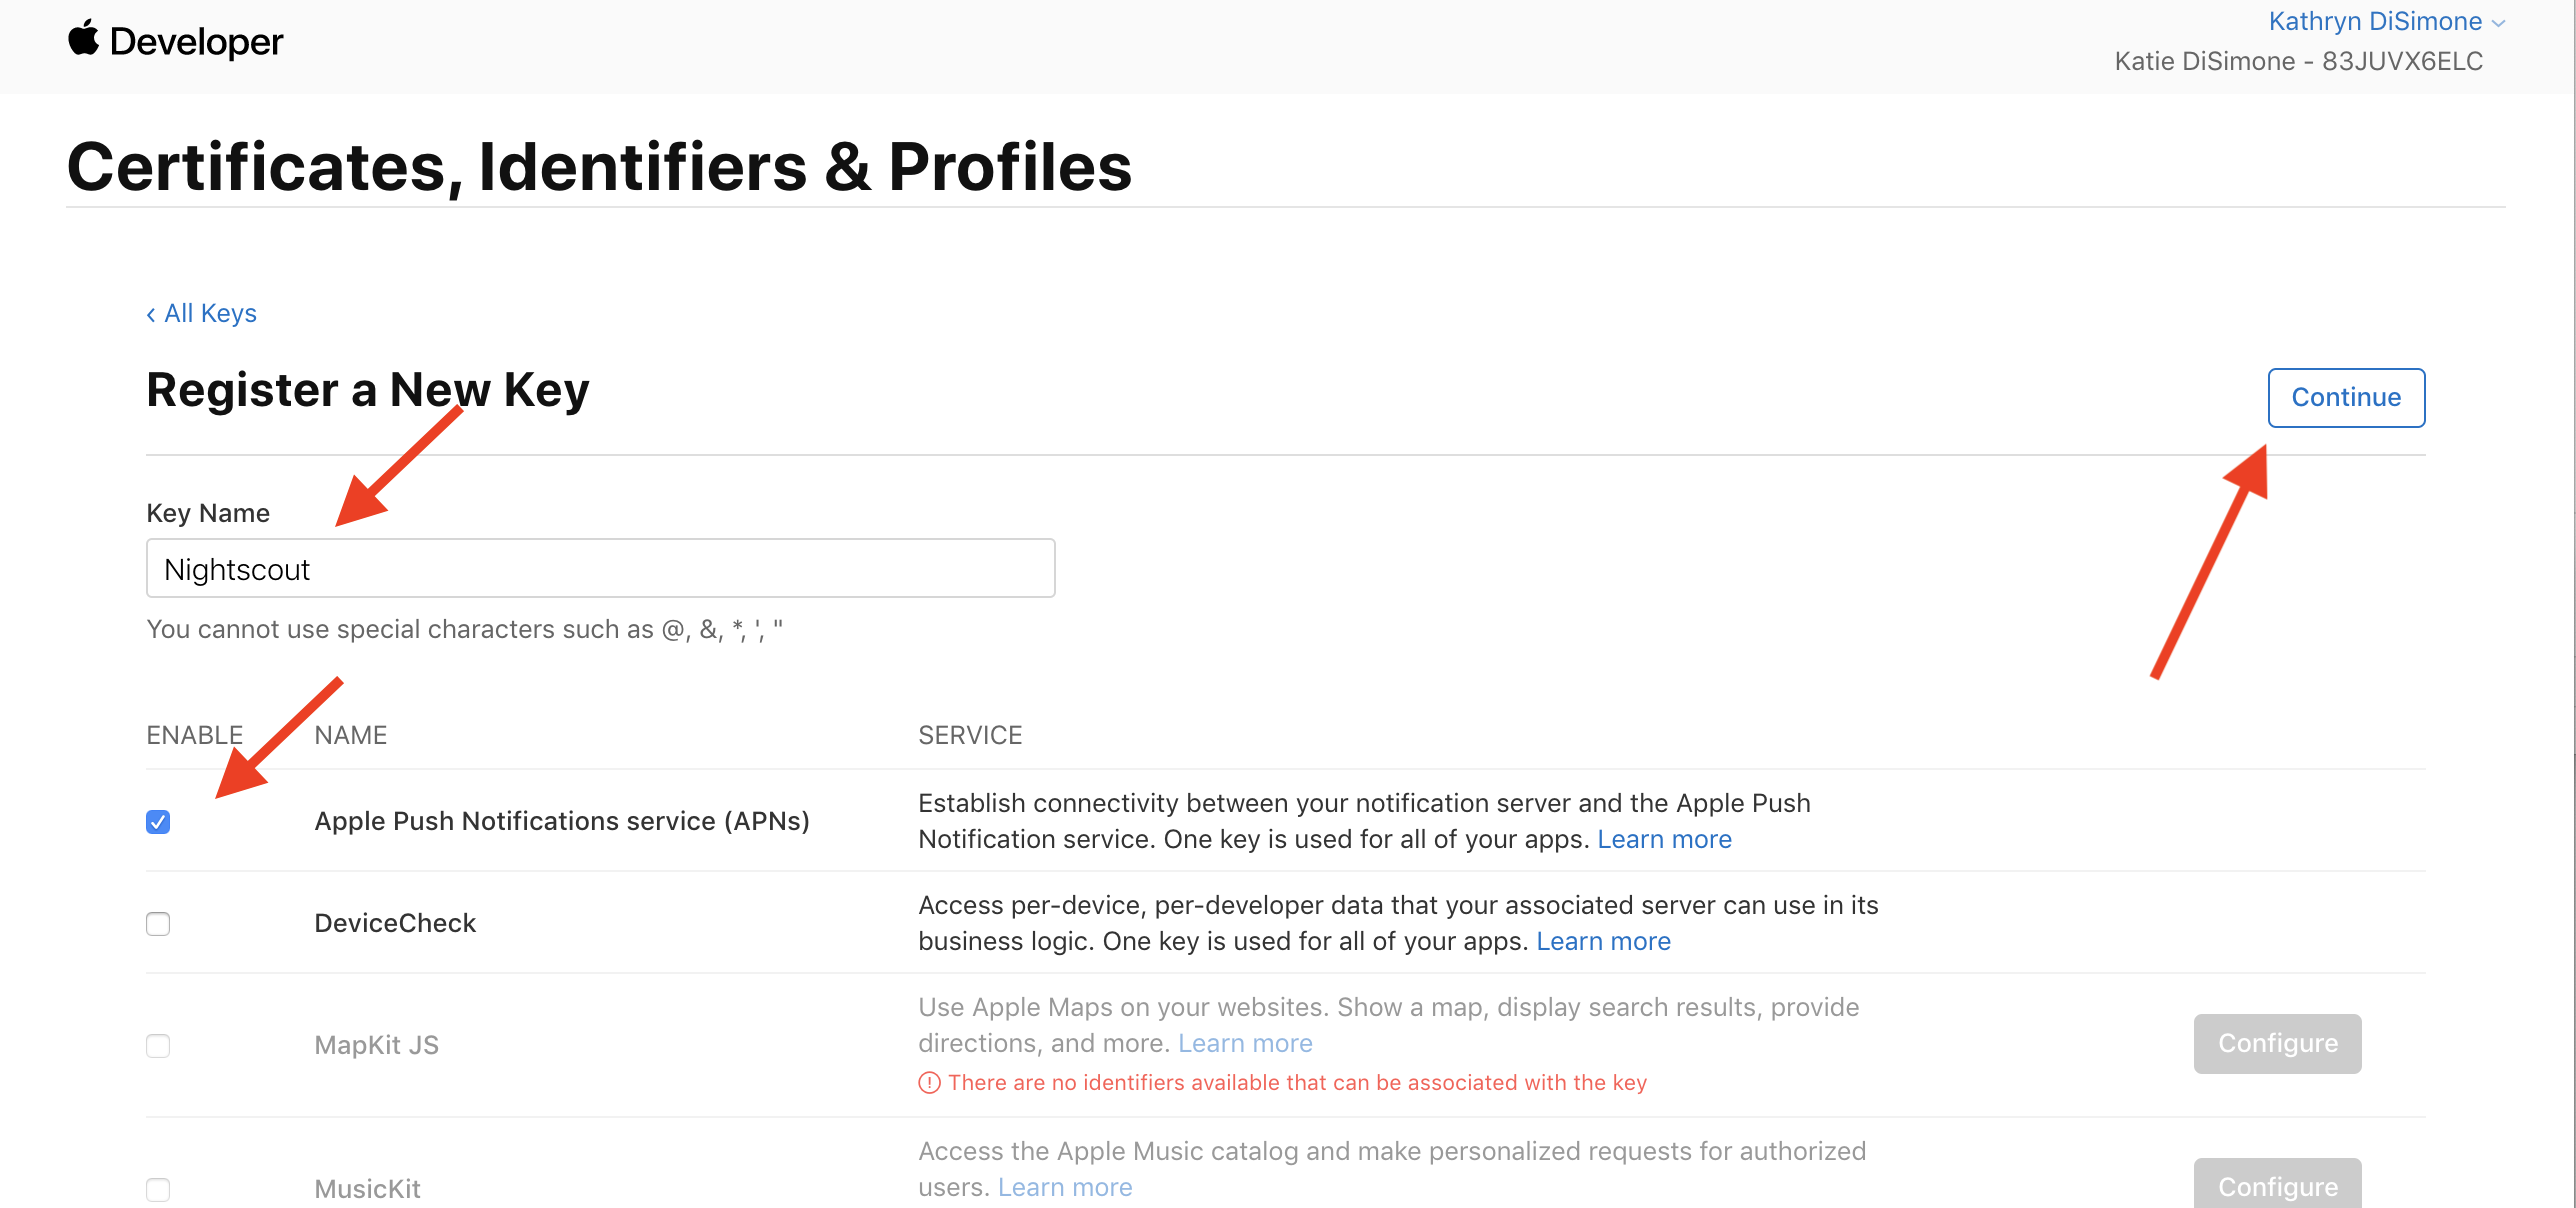 Developer
Kathryn DiSimone
Katie DiSimone - 83JUVX6ELC
Certificates, Identifiers & Profiles
‹ All Keys
Register a New Key
Continue
Key Name
Nightscout
You cannot use special characters such as @, &, *, ', "
ENABLE NAME SERVICE
Apple Push Notifications service (APNs)
Establish connectivity between your notification server and the Apple Push
Notification service. One key is used for all of your apps. Learn more
DeviceCheck
Access per-device, per-developer data that your associated server can use in its
business logic. One key is used for all of your apps. Learn more
MapKit JS
Use Apple Maps on your websites. Show a map, display search results, provide
directions, and more. Learn more
There are no identifiers available that can be associated with the key
Configure
MusicKit
Access the Apple Music catalog and make personalized requests for authorized
users. Learn more
Configure